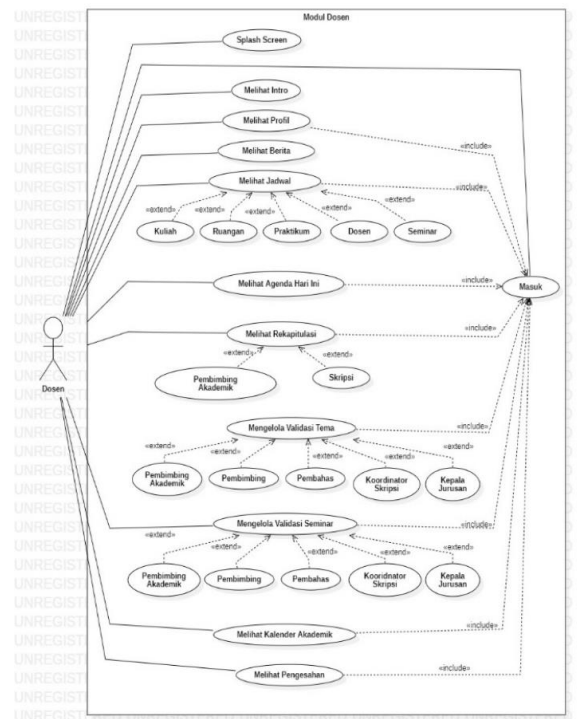 Modul Dosen
Splash Screen
Melihat Intro
Melihat Profil
«include»
Melihat Berita
Melihat Jadwal
«include»
«extend»
«extend»
«extend»
«extend»
«extend»
Kuliah
Ruangan
Praktikum
Dosen
Seminar
Melihat Agenda Hari Ini
«include»
Masuk
Dosen
Melihat Rekapitulasi
«include»
«extend»
«extend»
Pembimbing
Akademik
Skripsi
Mengelola Validasi Tema
«include»
«extend»
«extend»
«extend»
«extend»
«extend»
Pembimbing
Akademik
Pembimbing
Pembahas
Koordinator
Skripsi
Kepala
Jurusan
Mengelola Validasi Seminar
«include»
«extend»
«extend»
«extend»
«extend»
«extend»
Pembimbing
Akademik
Pembimbing
Pembahas
Kooridnator
Skripsi
Kepala
Jurusan
Melihat Kalender Akademik
«include»
Melihat Pengesahan
«include»